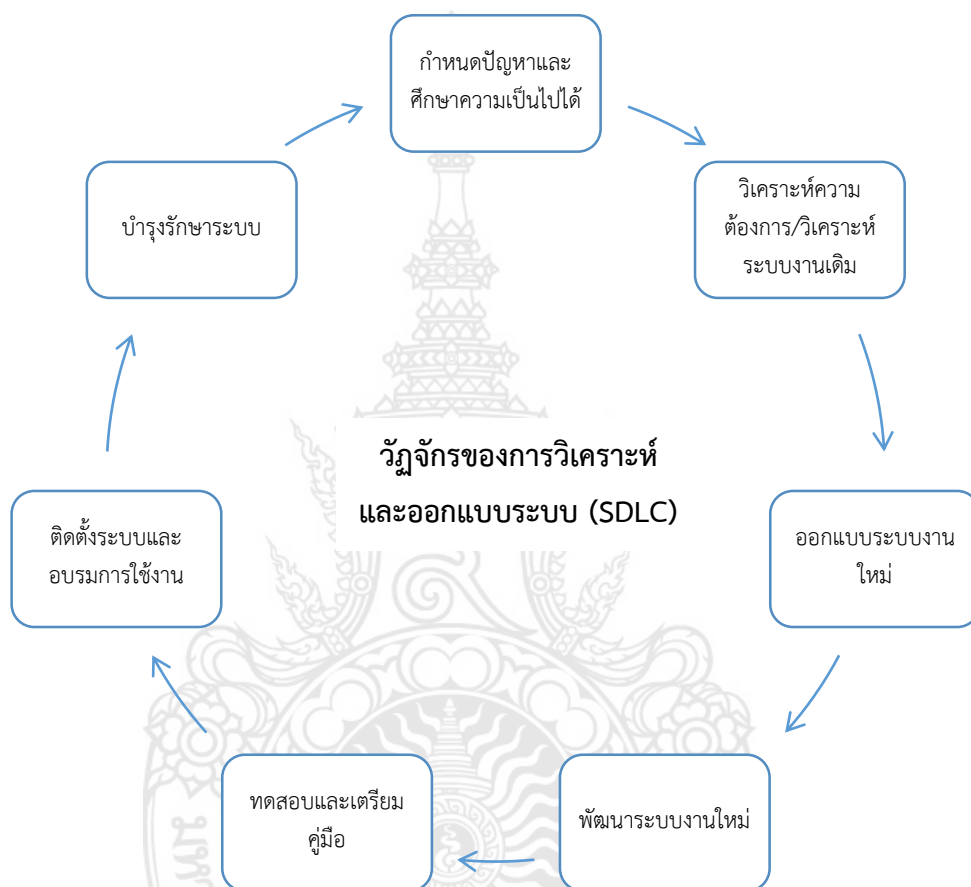 กำหนดปัญหาและ
ศึกษาความเป็นไปได้
วิเคราะห์ความ
ต้องการ/วิเคราะห์
ระบบงานเดิม
ออกแบบระบบงาน
ใหม่
พัฒนาระบบงานใหม่
ทดสอบและเตรียม
คู่มือ
ติดตั้งระบบและ
อบรมการใช้งาน
บำรุงรักษาระบบ
วัฏจักรของการวิเคราะห์
และออกแบบระบบ (SDLC)